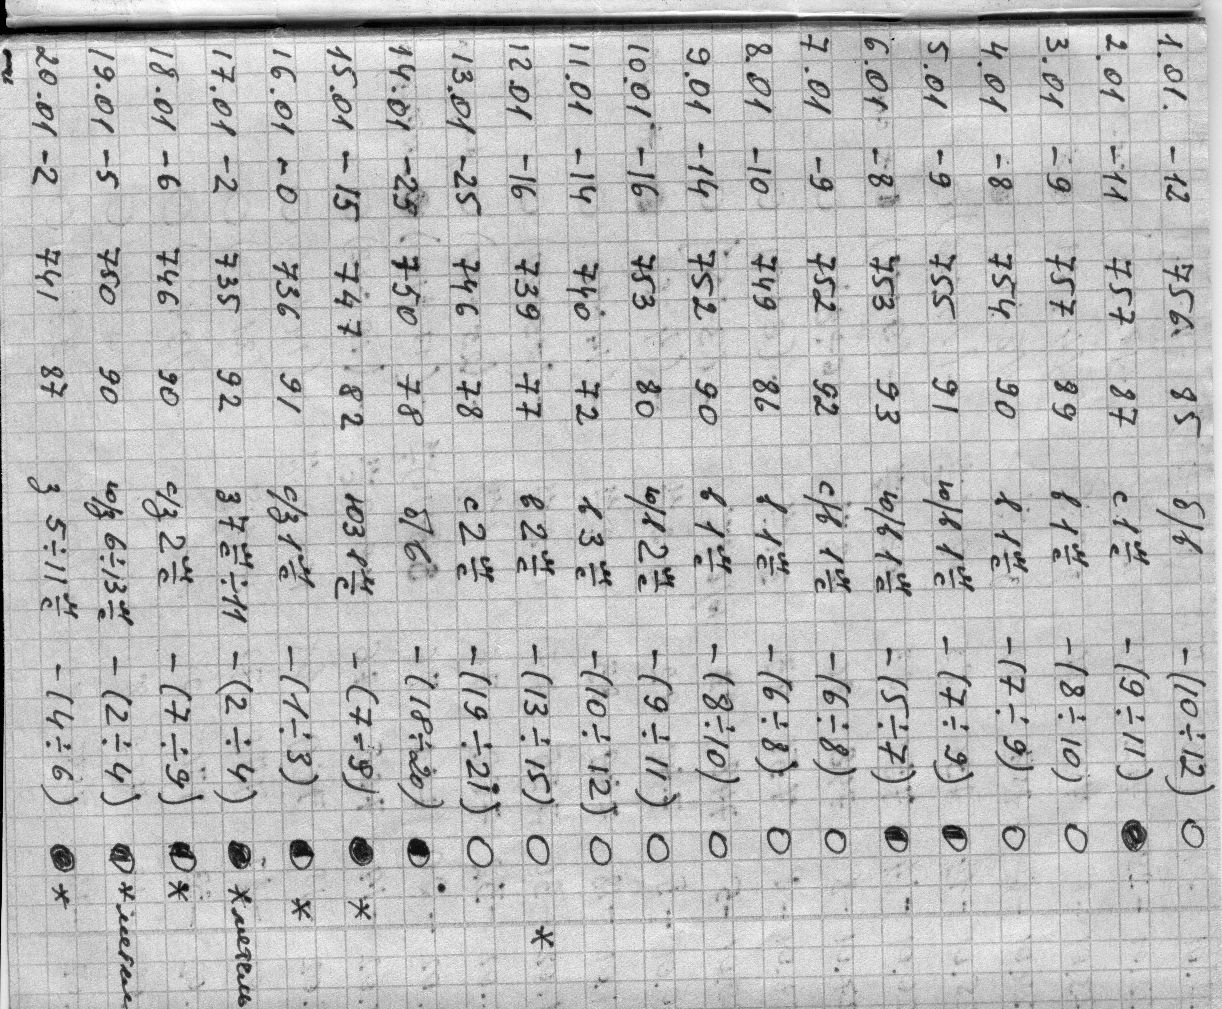 1.01. -12 756 85 б/в -(10÷12) ○
2.01 -11 757 87 с 1 м/с -(9÷11) ●
3.01 -9 757 89 в 1 м/с -(8÷10) ○
4.01 -8 754 90 в 1 м/с -(7÷9) ○
5.01 -9 755 91 ю/в 1 м/с -(7÷9) ◐
6.01 -8 753 93 ю/в 1 м/с -(5÷7) ◐
7.01 -9 752 92 с/в 1 м/с -(6÷8) ○
8.01 -10 749 86 в 1 м/с -(6÷8) ○
9.01 -14 752 90 в 1 м/с -(8÷10) ○
10.01 -16 753 80 ю/в 2 м/с -(9÷11) ○
11.01 -14 740 72 в 3 м/с -(10÷12) ○
12.01 -16 739 77 в 2 м/с -(13÷15) ○ *
13.01 -25 746 78 с 2 м/с -(19÷21) ○
14.01 -25 750 78 б/в -(18÷20) ◐
15.01 -15 747 82 юз 1 м/с -(7÷9) ● *
16.01 -0 736 91 с/з 1 м/с -(1÷3) ◐ *
17.01 -2 735 92 з 7 м/с ÷11 -(2÷4) ● * метель
18.01 -6 746 90 с/з 2 м/с -(7÷9) ◐ *
19.01 -5 750 90 ю/з 6÷13 м/с -(2÷4) ◐ * метель
20.01 -2 741 87 з 5÷11 м/с -(4÷6) ● *